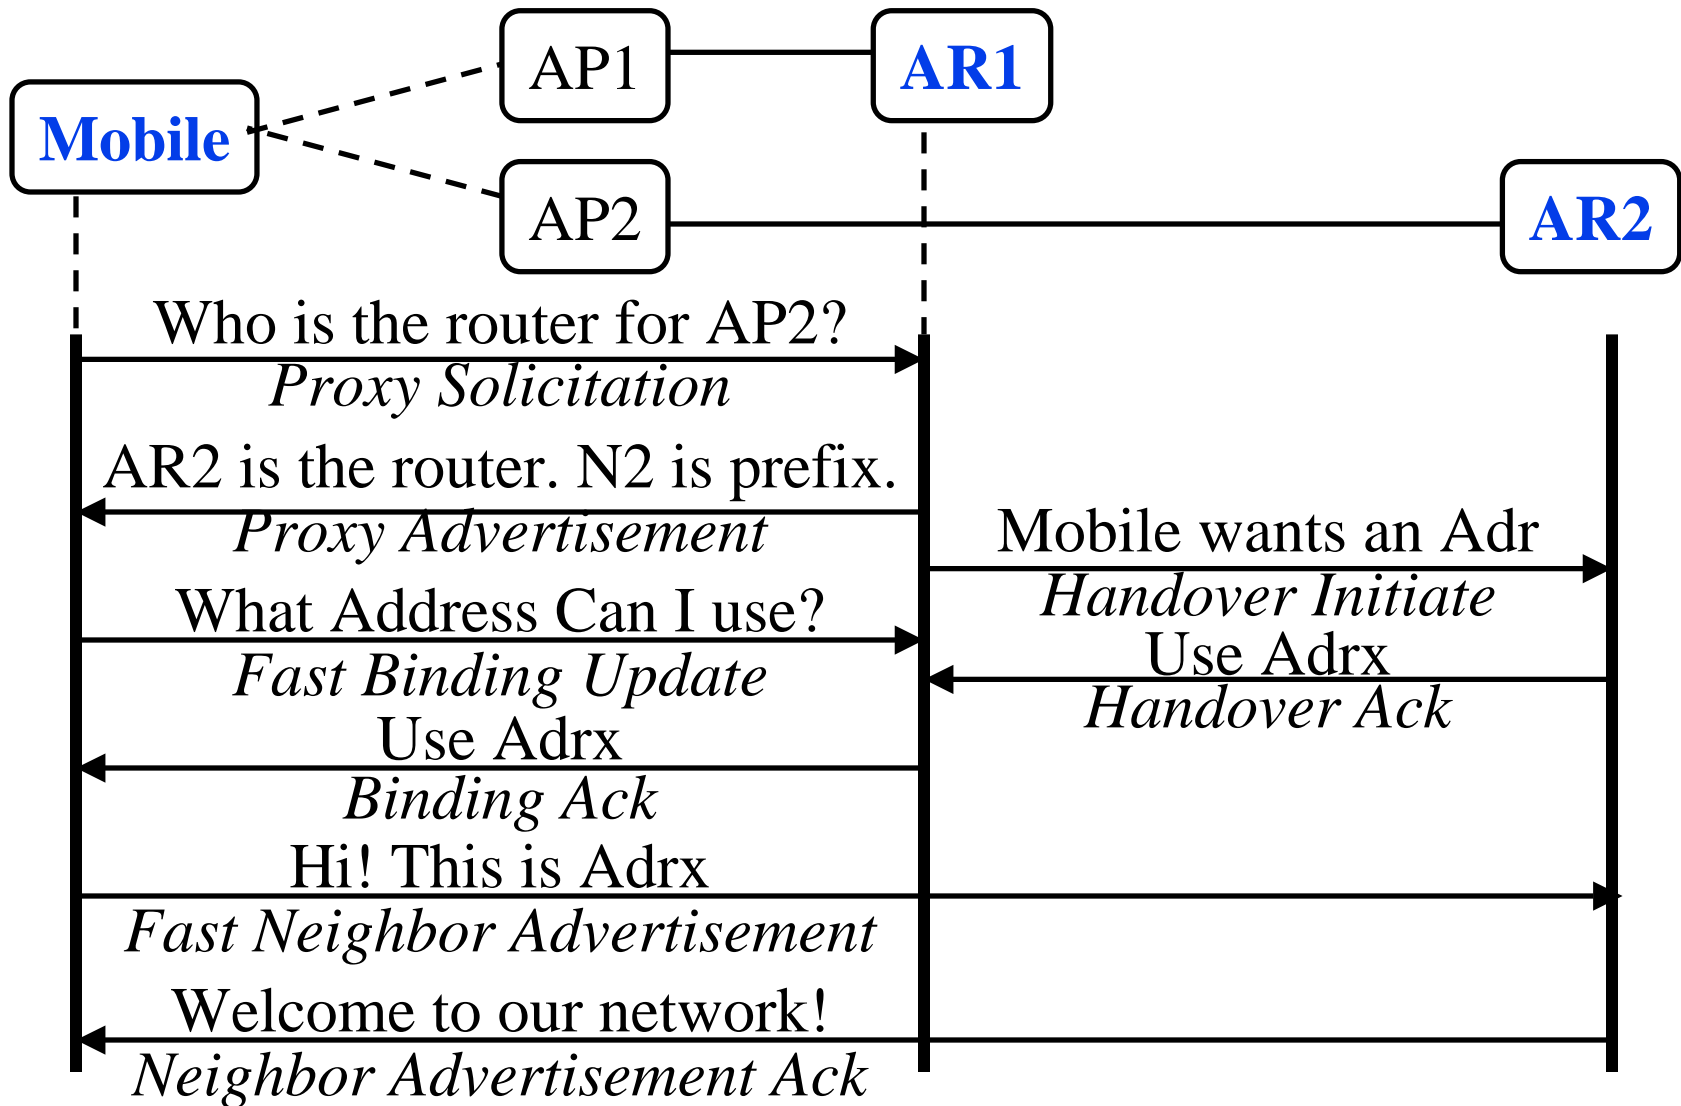 AP1
AR1
Mobile
AP2
AR2
Who is the router for AP2?
Proxy Solicitation
AR2 is the router. N2 is prefix.
Proxy Advertisement
Mobile wants an Adr
Handover Initiate
What Address Can I use?
Fast Binding Update
Use Adrx
Handover Ack
Use Adrx
Binding Ack
Hi! This is Adrx
Fast Neighbor Advertisement
Welcome to our network!
Neighbor Advertisement Ack